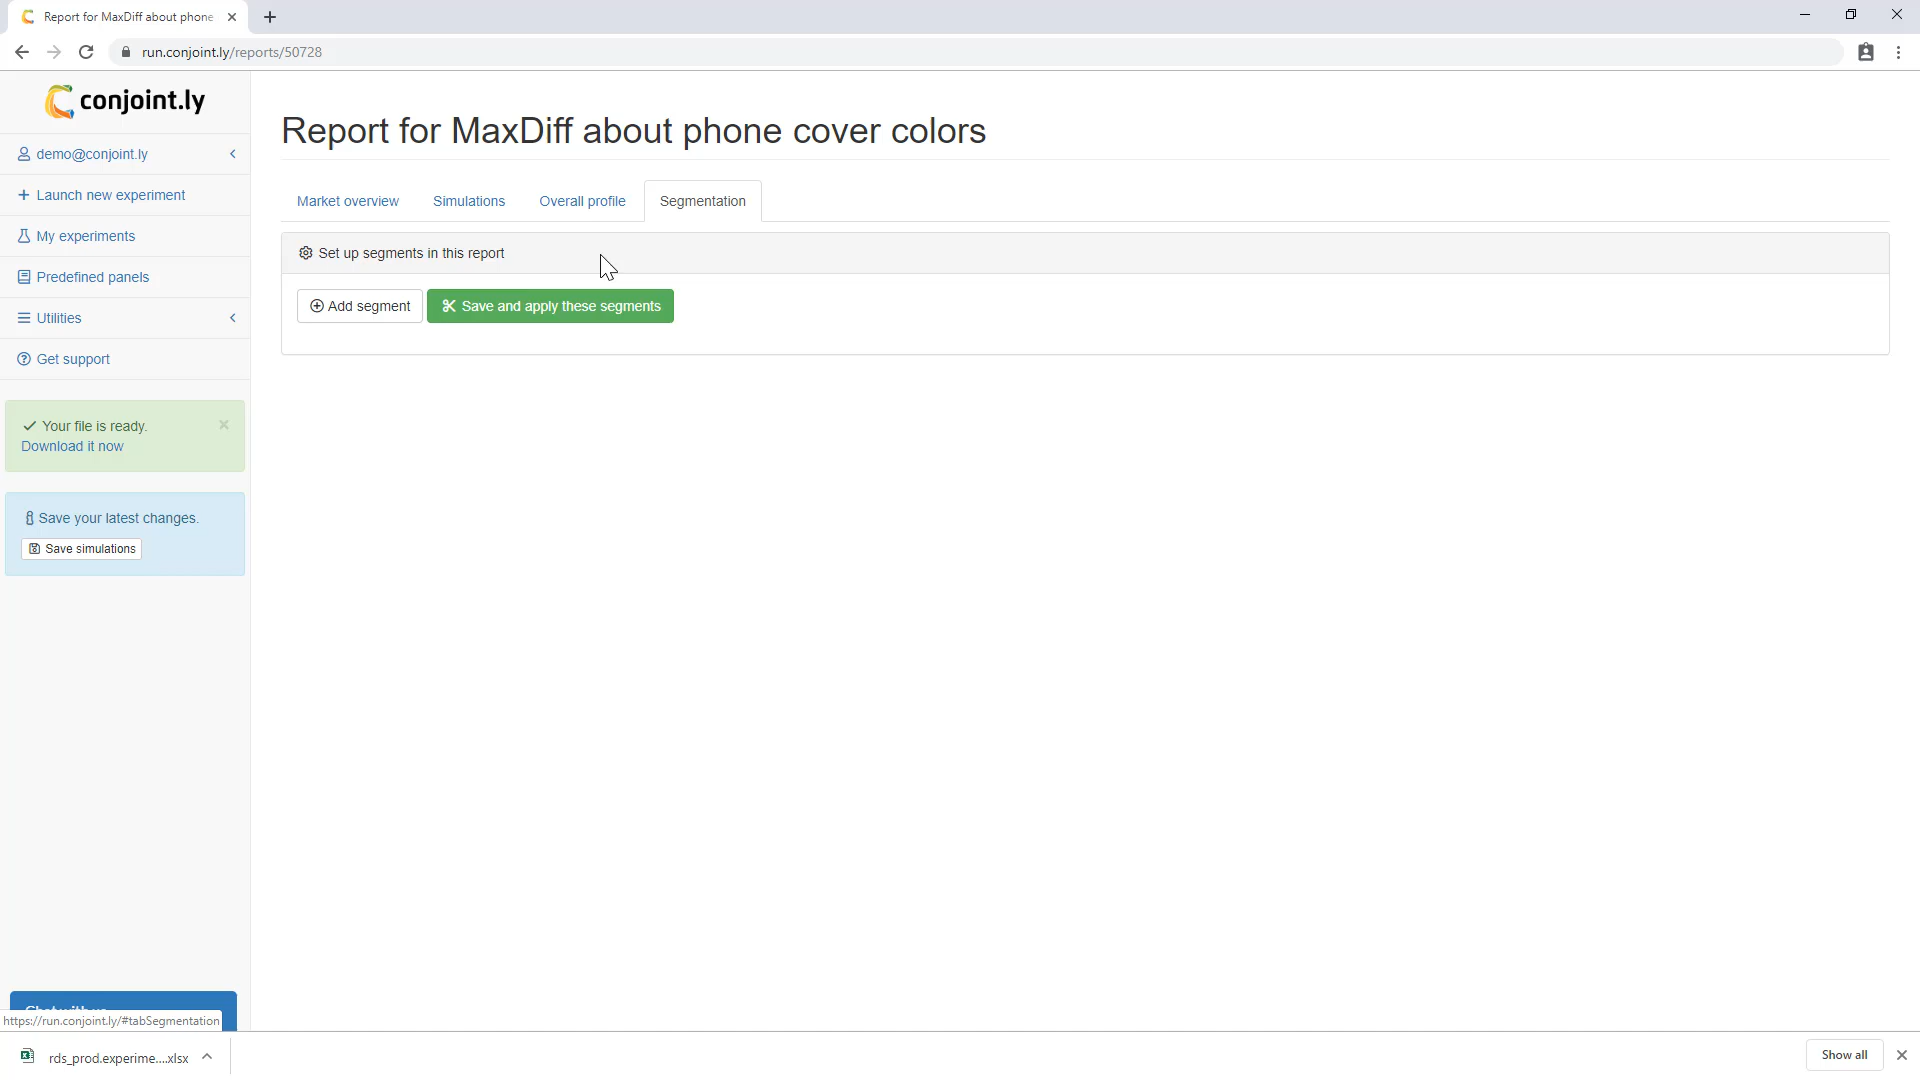 Report for MaxDiff about phone
run.conjoint.ly/reports/50728
conjoint.ly
demo@conjoint.ly
Launch new experiment
My experiments
Predefined panels
Utilities
Get support
Your file is ready.
Download it now
Save your latest changes.
Save simulations
Report for MaxDiff about phone cover colors
Market overview
Simulations
Overall profile
Segmentation
Set up segments in this report
Add segment
Save and apply these segments
https://run.conjoint.ly/#tabSegmentation
rds_prod.experime....xlsx
Show all